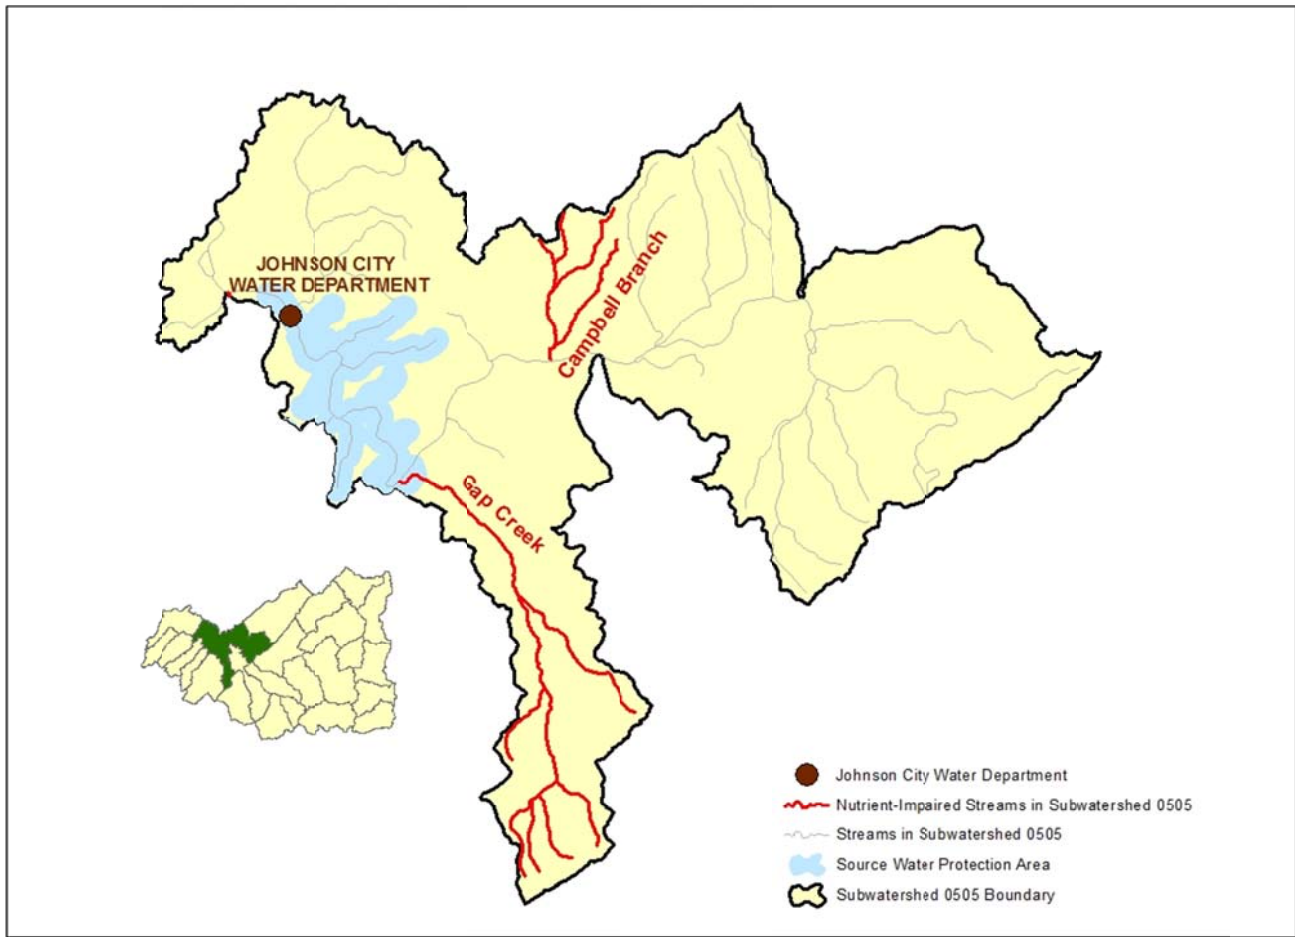 JOHNSON CITY
WATER DEPARTMENT
Campbell Branch
Gap Creek
Johnson City Water Department
Nutrient-Impaired Streams in Subwatershed 0505
Streams in Subwatershed 0505
Source Water Protection Area
Subwatershed 0505 Boundary